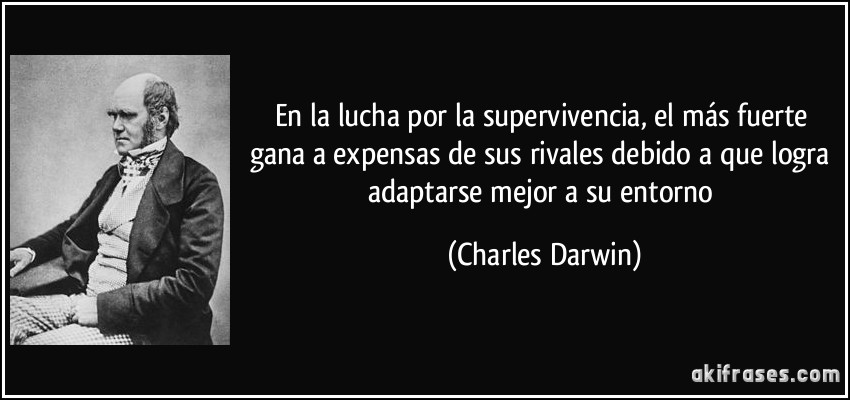 En la lucha por la supervivencia, el más fuerte
gana a expensas de sus rivales debido a que logra
adaptarse mejor a su entorno
(Charles Darwin)
akifrases.com